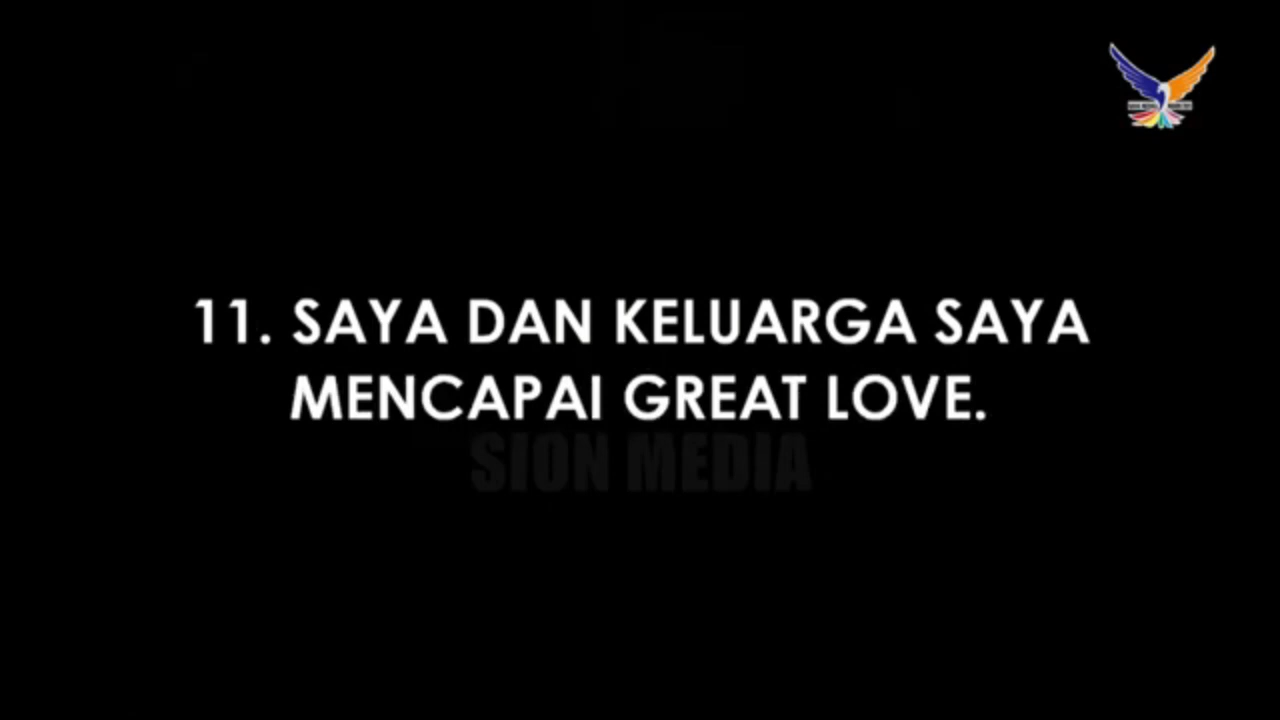 11. SAYA DAN KELUARGA SAYA
MENCAPAI GREAT LOVE.
SION MEDIA